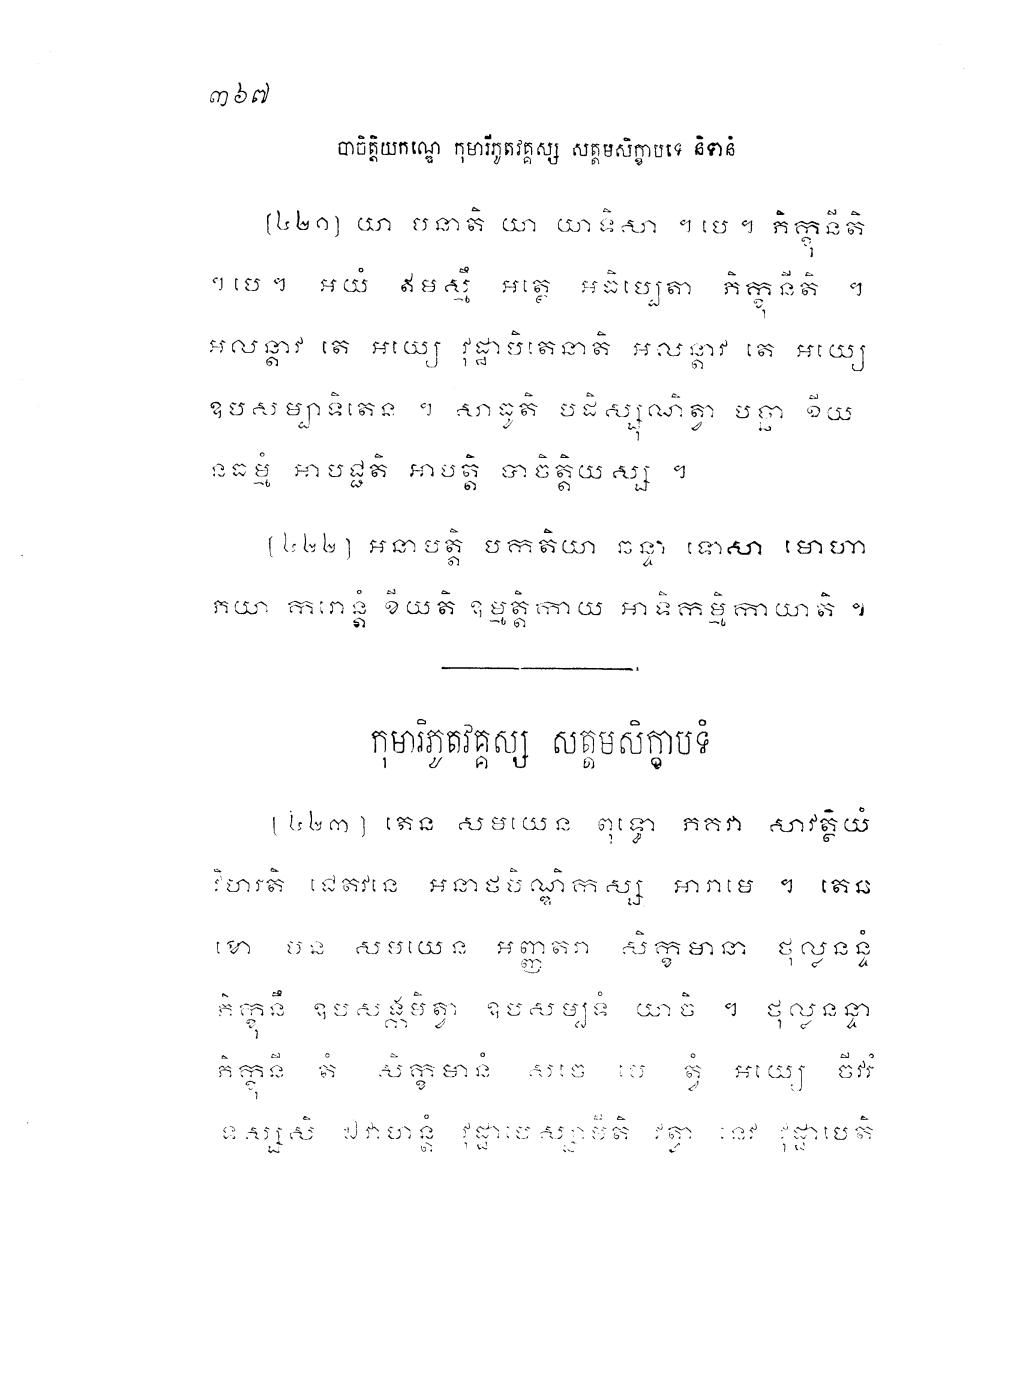 ៣៦៧
បាចិត្តិយកណ្ឌេ កុមារីភូតវគ្គស្ស សត្តមសិក្ខាបទេ និទានំ
(៤២១) យា បនាតិ យា យាទិសា ។បេ។ ភិក្ខុនីតិ
។បេ។ អយំ ឥមស្មឹ អត្ថេ អធិប្បេតា ភិក្ខុនីតិ ។
អលន្តាវ តេ អយ្យេ វុដ្ឋាបិតេនាតិ អលន្តាវ តេ អយ្យេ
ឧបសម្បាទិតេន ។ សាធូតិ បដិស្សុណិត្វា បច្ឆា ខីយ
នធម្មំ អាបជ្ជតិ អាបត្តិ បាចិត្តិយស្ស ។
(៤២២) អនាបត្តិ បកតិយា ឆន្ទា ទោសា មោហា
ភយា ករោន្តំ ខីយតិ ឧម្មត្តិកាយ អាទិកម្មិកាយាតិ ៕
កុមារិភូតវគ្គស្ស សត្តមសិក្ខាបទំ
(៤២៣) តេន សមយេន ពុទ្ធោ ភគវា សាវត្ថិយំ
វិហរតិ ជេតវនេ អនាថបិណ្ឌិកស្ស អារាមេ ។ តេន
ខោ បន សមយេន អញ្ញតរា សិក្ខមានា ថុល្លនន្ទំ
ភិក្ខុនឹ ឧបសង្កមិត្វា ឧបសម្បទំ យាចិ ។ ថុល្លនន្ទា
ភិក្ខុនី តំ សិក្ខមានំ សចេ មេ ត្វំ អយ្យេ ចីវរំ
ទស្សសិ ឯវាហន្តំ វុដ្ឋាបេស្សាមីតិ វត្វា នេវ វុដ្ឋាបេតិ